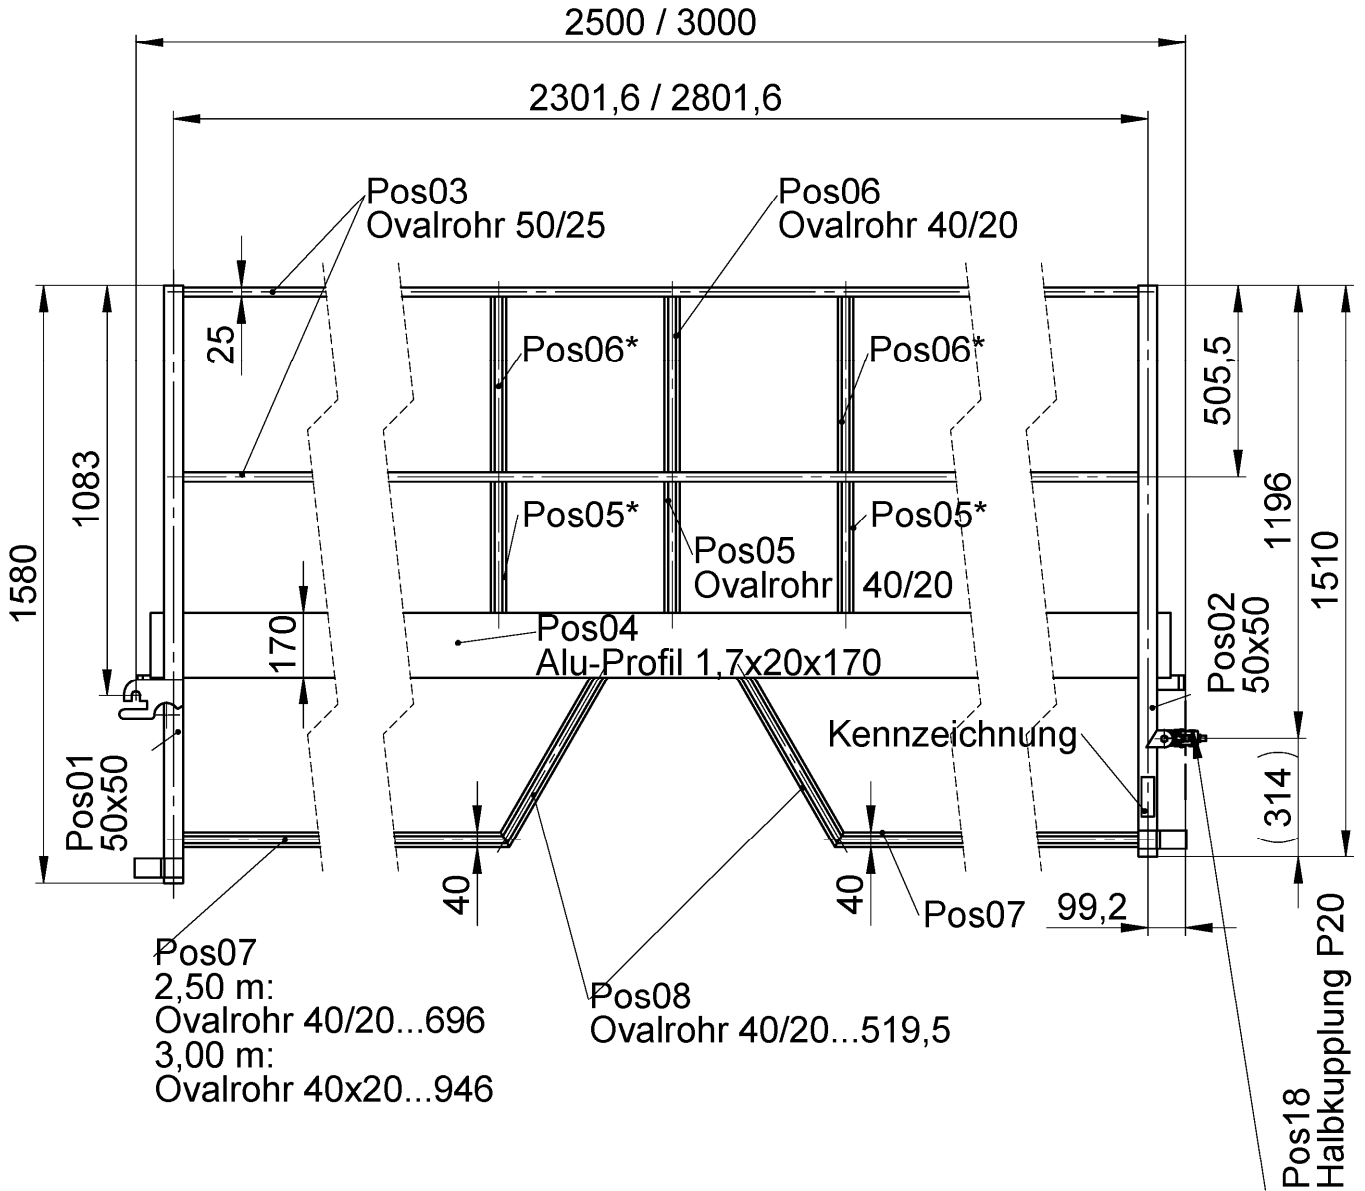 2500 / 3000
2301,6 / 2801,6
Pos03
Ovalrohr 50/25
Pos06
Ovalrohr 40/20
25
Pos06*
Pos06*
505,5
1083
1196
1580
1510
Pos05*
Pos05*
Pos05
Ovalrohr 40/20
170
Pos04
Alu-Profil 1,7x20x170
Pos02
50x50
Kennzeichnung
Pos01
50x50
(314)
40
40
Pos07
99,2
Pos07
2,50 m:
Ovalrohr 40/20...696
3,00 m:
Ovalrohr 40x20...946
Pos08
Ovalrohr 40/20...519,5
Pos18
Halbkupplung P20